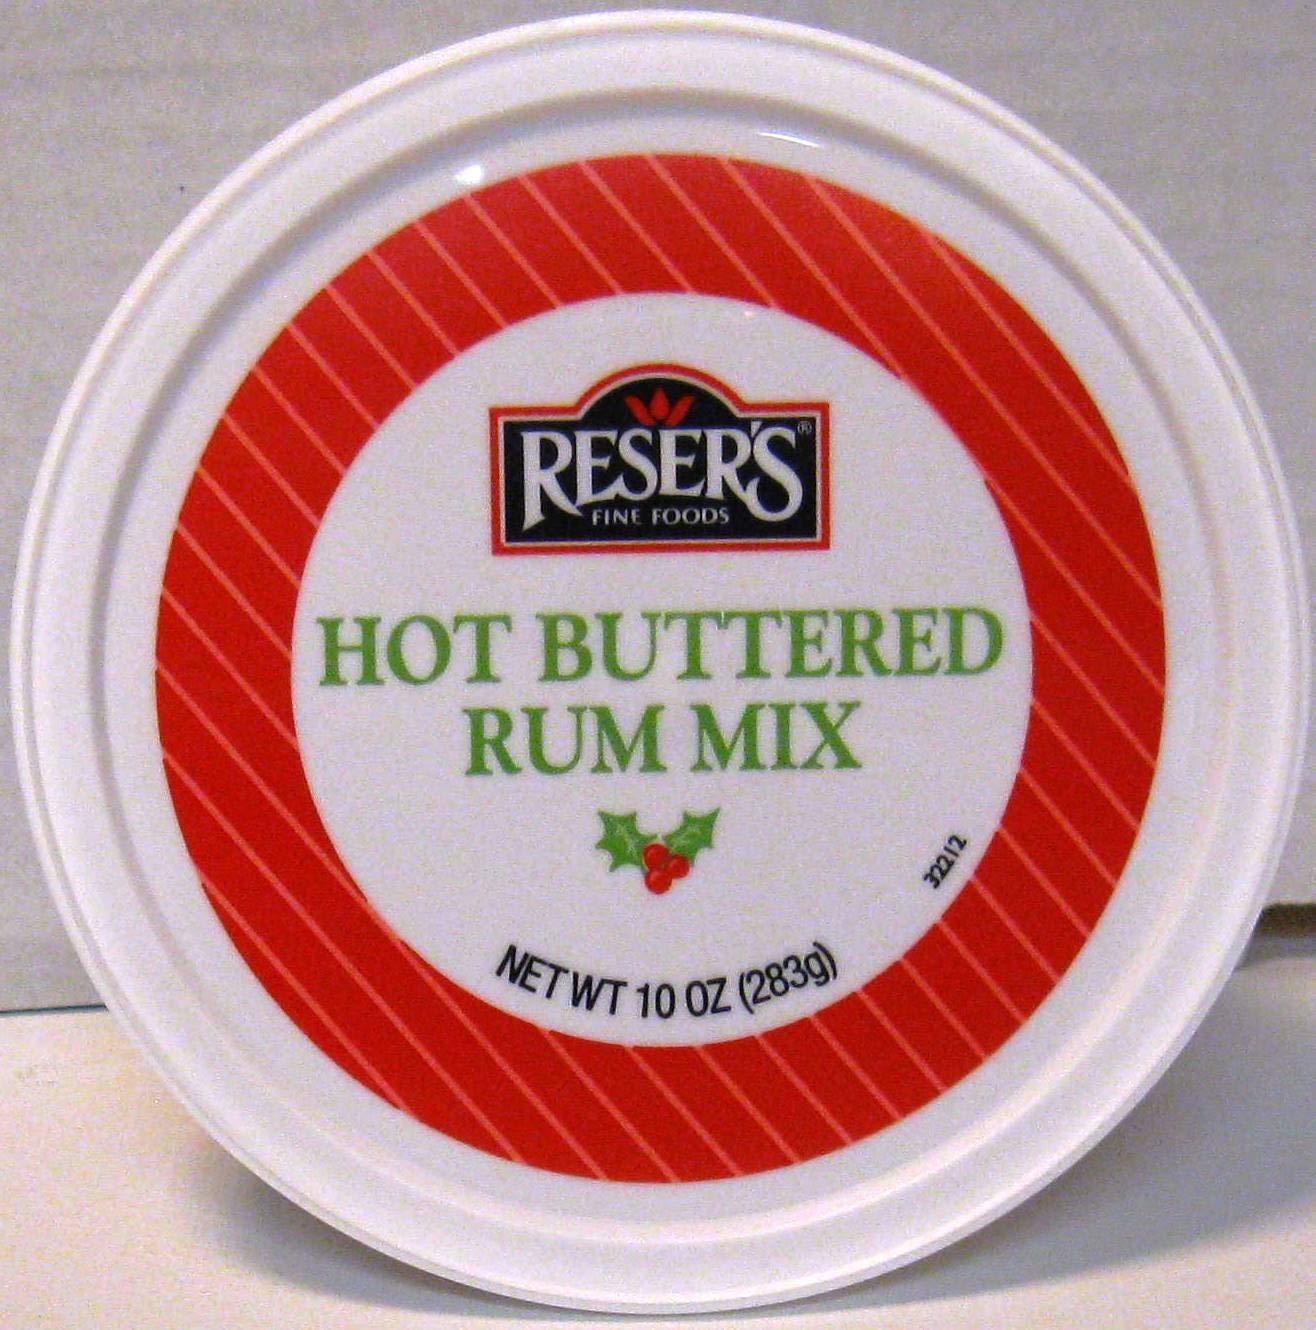 RESER'S®
FINE FOODS
HOT BUTTERED
RUM MIX
32212
NET WT 10 OZ (283g)